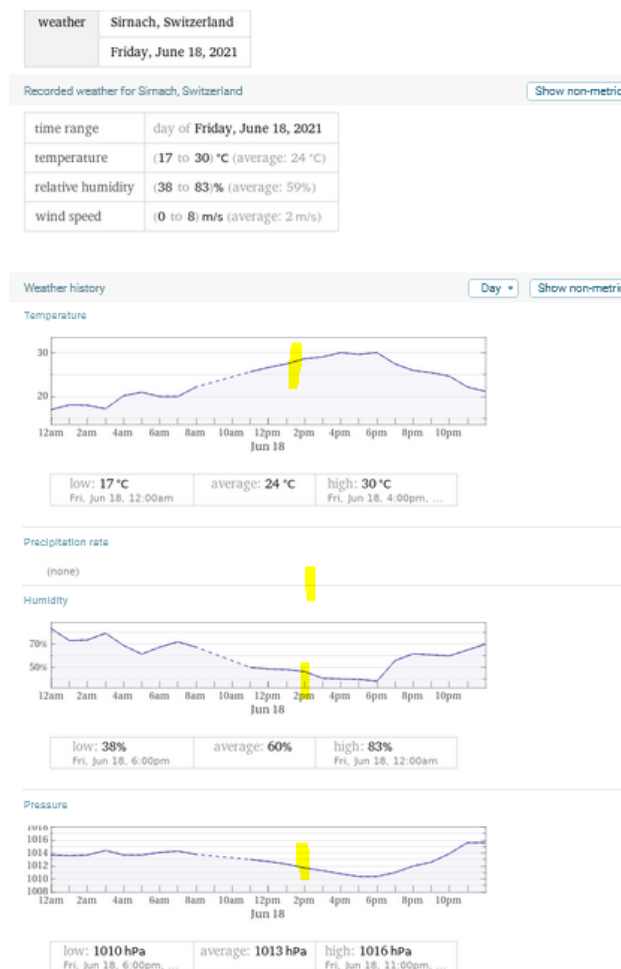 weather Sirnach, Switzerland
Friday, June 18, 2021
Recorded weather for Sirnach, Switzerland Show non-metric
time range day of Friday, June 18, 2021
temperature (17 to 30) °C (average: 24 °C)
relative humidity (38 to 83)% (average: 59%)
wind speed (0 to 8) m/s (average: 2 m/s)
Weather history Day Show non-metric
Temperature
30
20
12am 2am 4am 6am 8am 10am 12pm 2pm 4pm 6pm 8pm 10pm
Jun 18
low: 17 °C average: 24 °C high: 30 °C
Fri, Jun 18, 12:00am Fri, Jun 18, 4:00pm, ...
Precipitation rate
(none)
Humidity
70%
50%
12am 2am 4am 6am 8am 10am 12pm 2pm 4pm 6pm 8pm 10pm
Jun 18
low: 38% average: 60% high: 83%
Fri, Jun 18, 6:00pm Fri, Jun 18, 12:00am
Pressure
1018
1016
1014
1012
1010
1008
12am 2am 4am 6am 8am 10am 12pm 2pm 4pm 6pm 8pm 10pm
Jun 18
low: 1010 hPa average: 1013 hPa high: 1016 hPa
Fri, Jun 18, 6:00pm, ... Fri, Jun 18, 11:00pm, ...